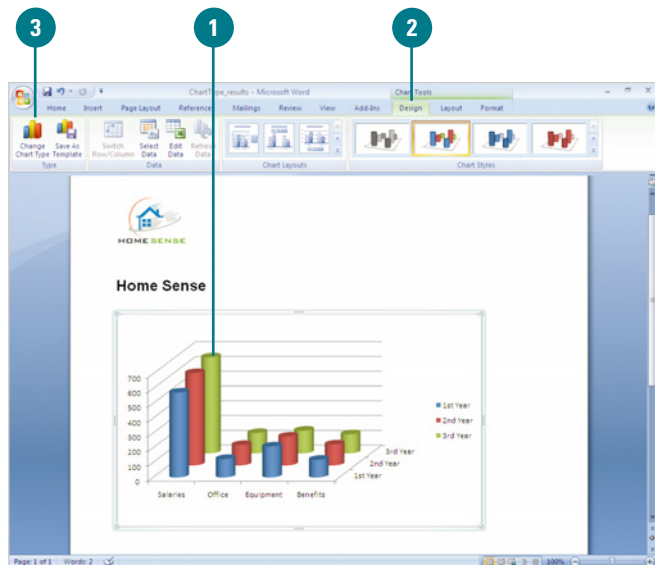 3 1 2
ChartType_results - Microsoft Word Chart Tools
Home Insert Page Layout References Mailings Review View Add-Ins Design Layout Format
Change Save As Switch Select Edit Refresh
Chart Type Template Row/Column Data Data Data
Type Data Chart Layouts Chart Styles
HOMESENSE
Home Sense
700
600
500
400
300
200
100
0
1st Year
2nd Year
3rd Year
3rd Year
2nd Year
1st Year
Salaries Office Equipment Benefits
Page: 1 of 1 Words: 2 100%